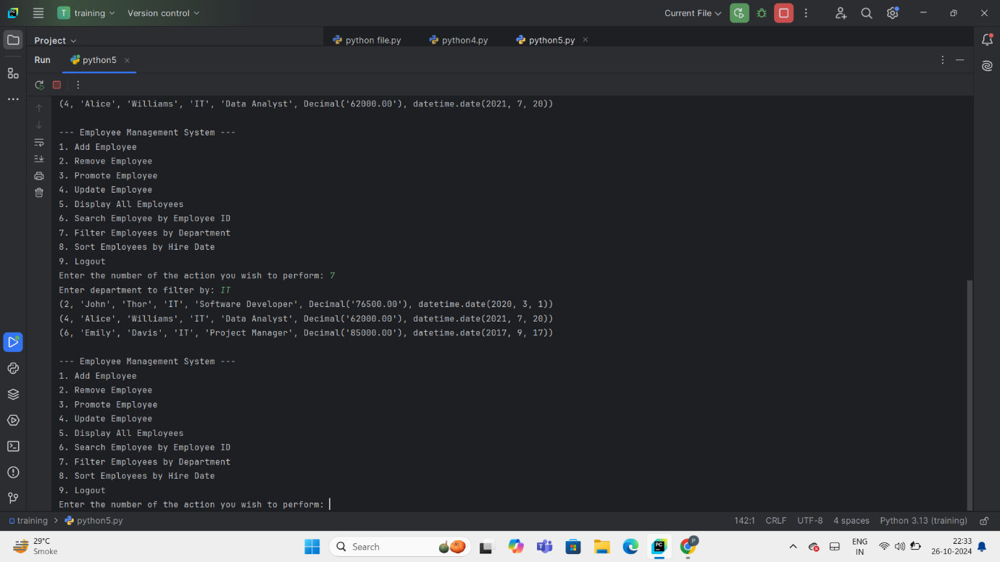 T training Version control Current File
Project python file.py python4.py python5.py
Run python5
(4, 'Alice', 'Williams', 'IT', 'Data Analyst', Decimal('62000.00'), datetime.date(2021, 7, 20))
--- Employee Management System ---
1. Add Employee
2. Remove Employee
3. Promote Employee
4. Update Employee
5. Display All Employees
6. Search Employee by Employee ID
7. Filter Employees by Department
8. Sort Employees by Hire Date
9. Logout
Enter the number of the action you wish to perform: 7
Enter department to filter by: IT
(2, 'John', 'Thor', 'IT', 'Software Developer', Decimal('76500.00'), datetime.date(2020, 3, 1))
(4, 'Alice', 'Williams', 'IT', 'Data Analyst', Decimal('62000.00'), datetime.date(2021, 7, 20))
(6, 'Emily', 'Davis', 'IT', 'Project Manager', Decimal('85000.00'), datetime.date(2017, 9, 17))
--- Employee Management System ---
1. Add Employee
2. Remove Employee
3. Promote Employee
4. Update Employee
5. Display All Employees
6. Search Employee by Employee ID
7. Filter Employees by Department
8. Sort Employees by Hire Date
9. Logout
Enter the number of the action you wish to perform:
training > python5.py 142:1 CRLF UTF-8 4 spaces Python 3.13 (training)
29°C
Smoke
Search
ENG
IN
22:33
26-10-2024